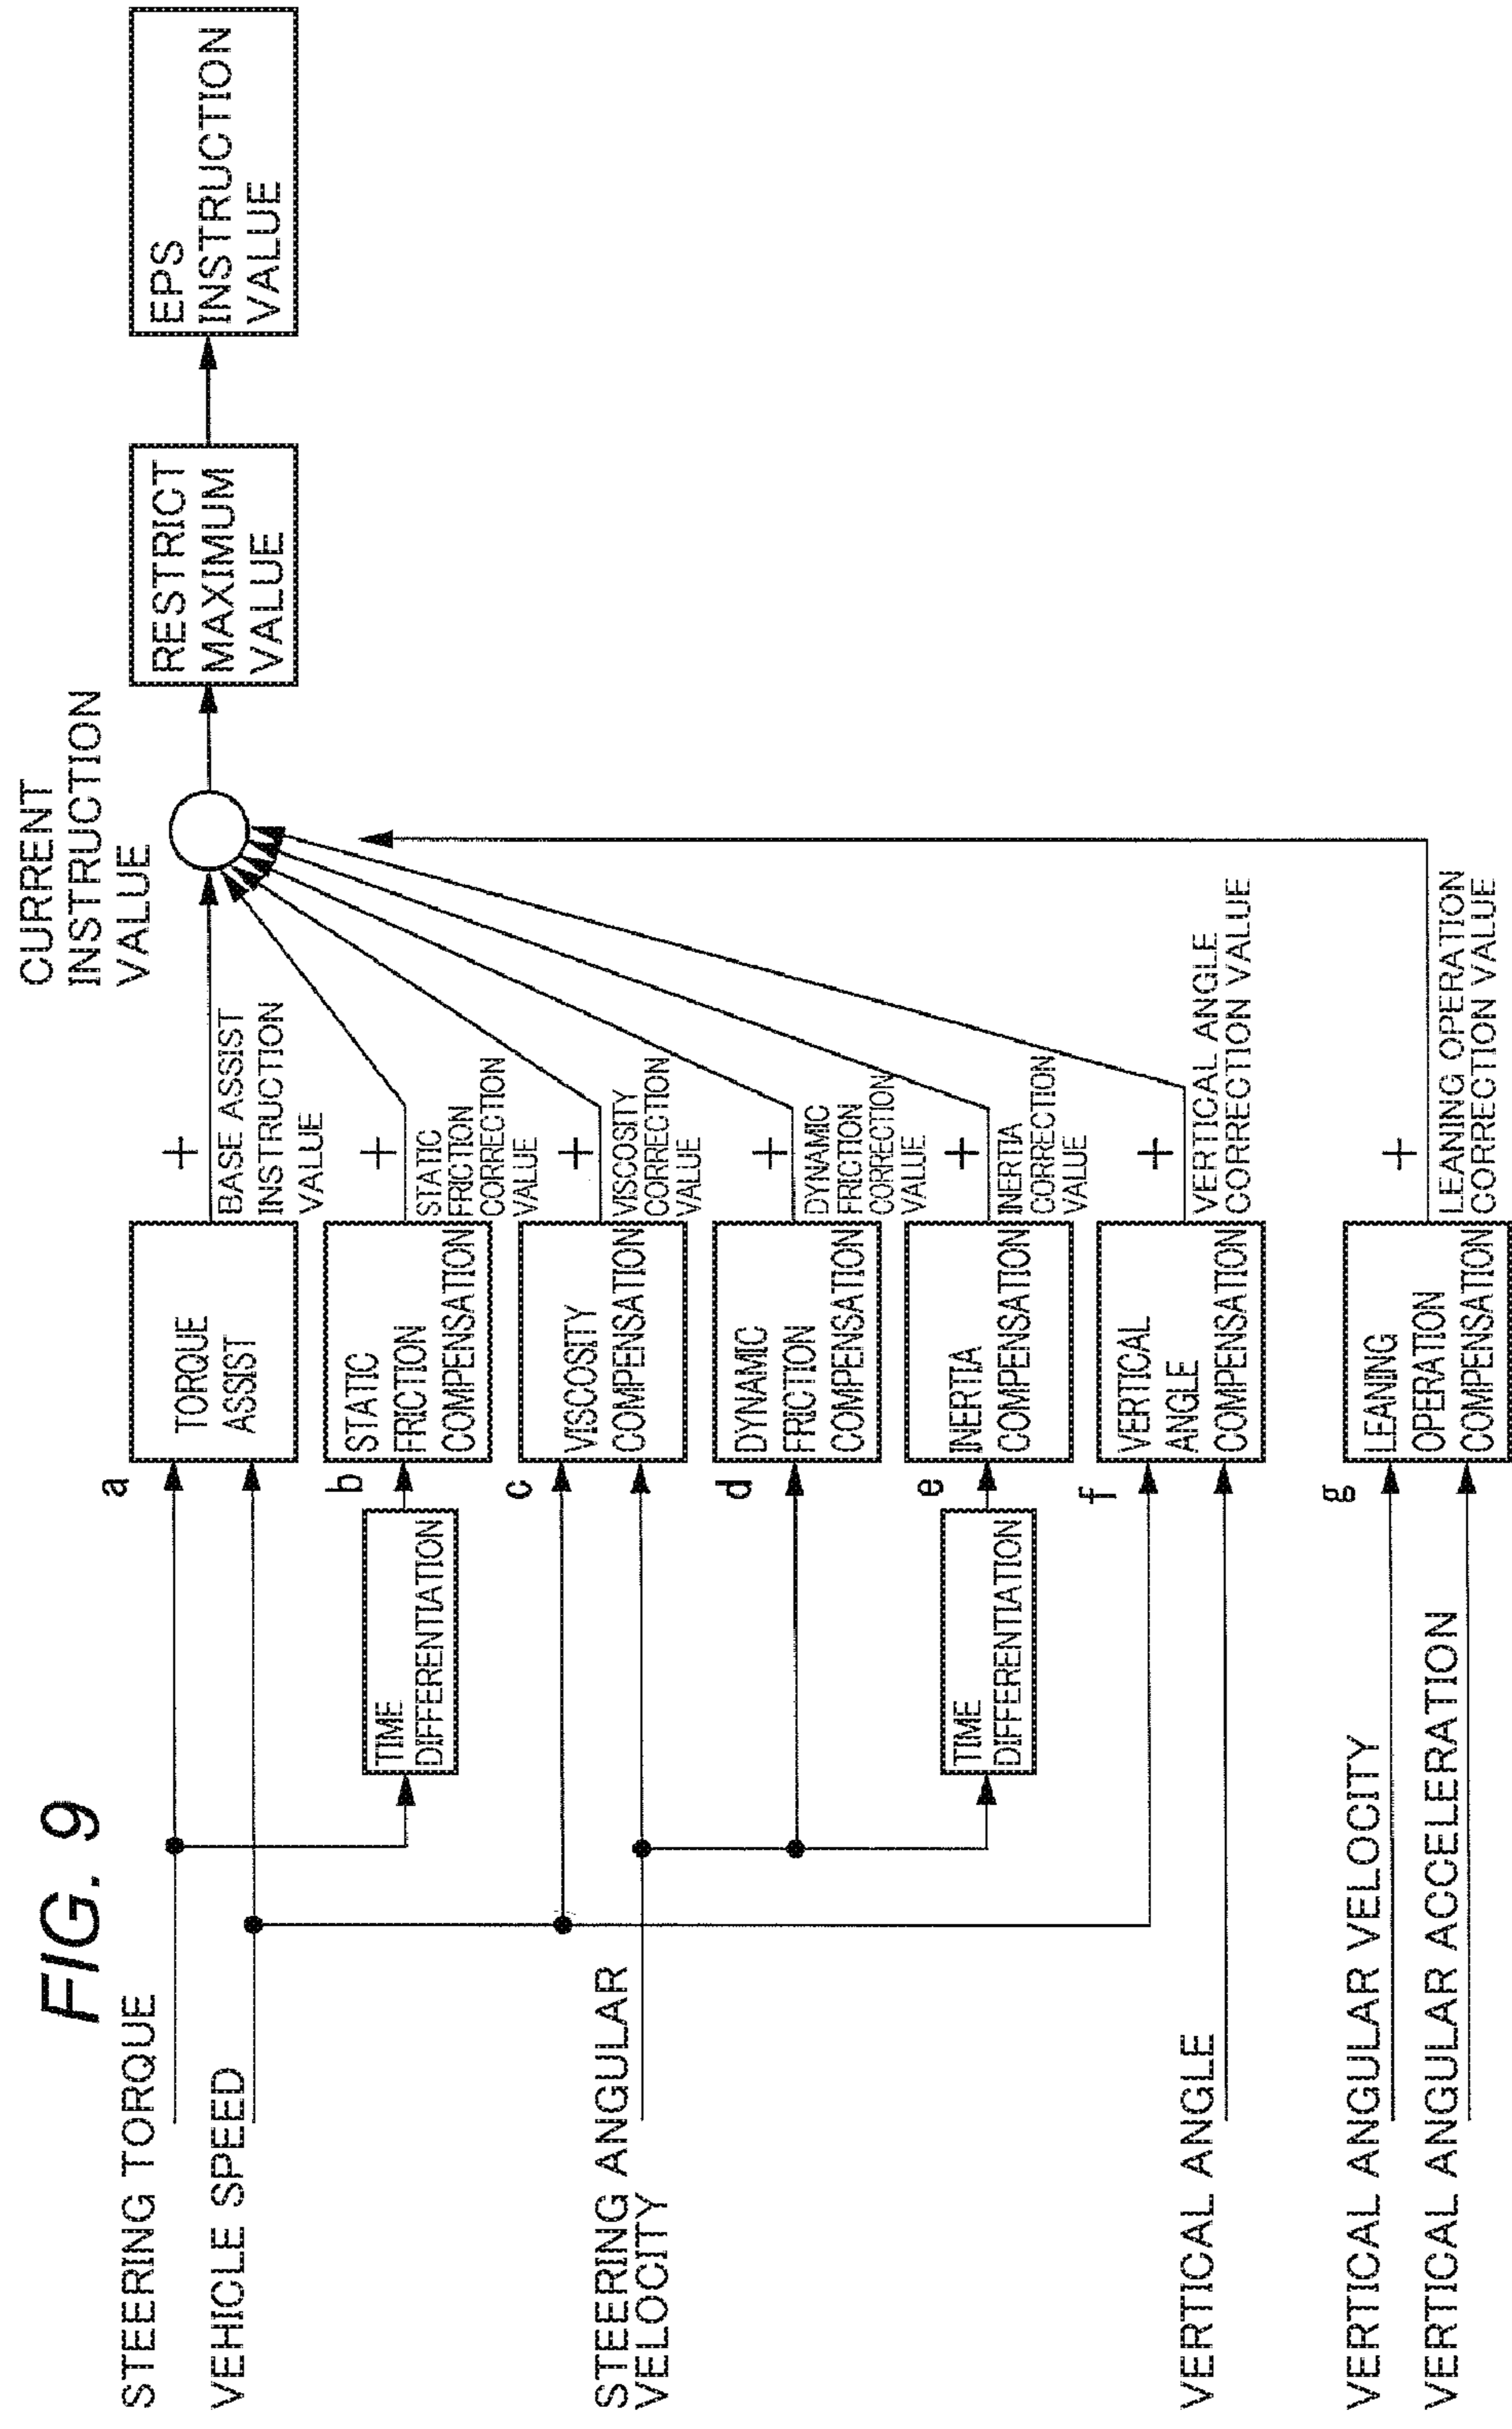 FIG. 9
STEERING TORQUE
VEHICLE SPEED
STEERING ANGULAR
VELOCITY
VERTICAL ANGLE
VERTICAL ANGULAR VELOCITY
VERTICAL ANGULAR ACCELERATION
TIME
DIFFERENTIATION
TIME
DIFFERENTIATION
a
TORQUE
ASSIST
b
STATIC
FRICTION
COMPENSATION
c
VISCOSITY
COMPENSATION
d
DYNAMIC
FRICTION
COMPENSATION
e
INERTIA
COMPENSATION
f
VERTICAL
ANGLE
COMPENSATION
g
LEANING
OPERATION
COMPENSATION
+
BASE ASSIST
INSTRUCTION
VALUE
+
STATIC
FRICTION
CORRECTION
VALUE
+
VISCOSITY
CORRECTION
VALUE
+
DYNAMIC
FRICTION
CORRECTION
VALUE
+
INERTIA
CORRECTION
VALUE
+
VERTICAL ANGLE
CORRECTION VALUE
+
LEANING OPERATION
CORRECTION VALUE
CURRENT
INSTRUCTION
VALUE
RESTRICT
MAXIMUM
VALUE
EPS
INSTRUCTION
VALUE